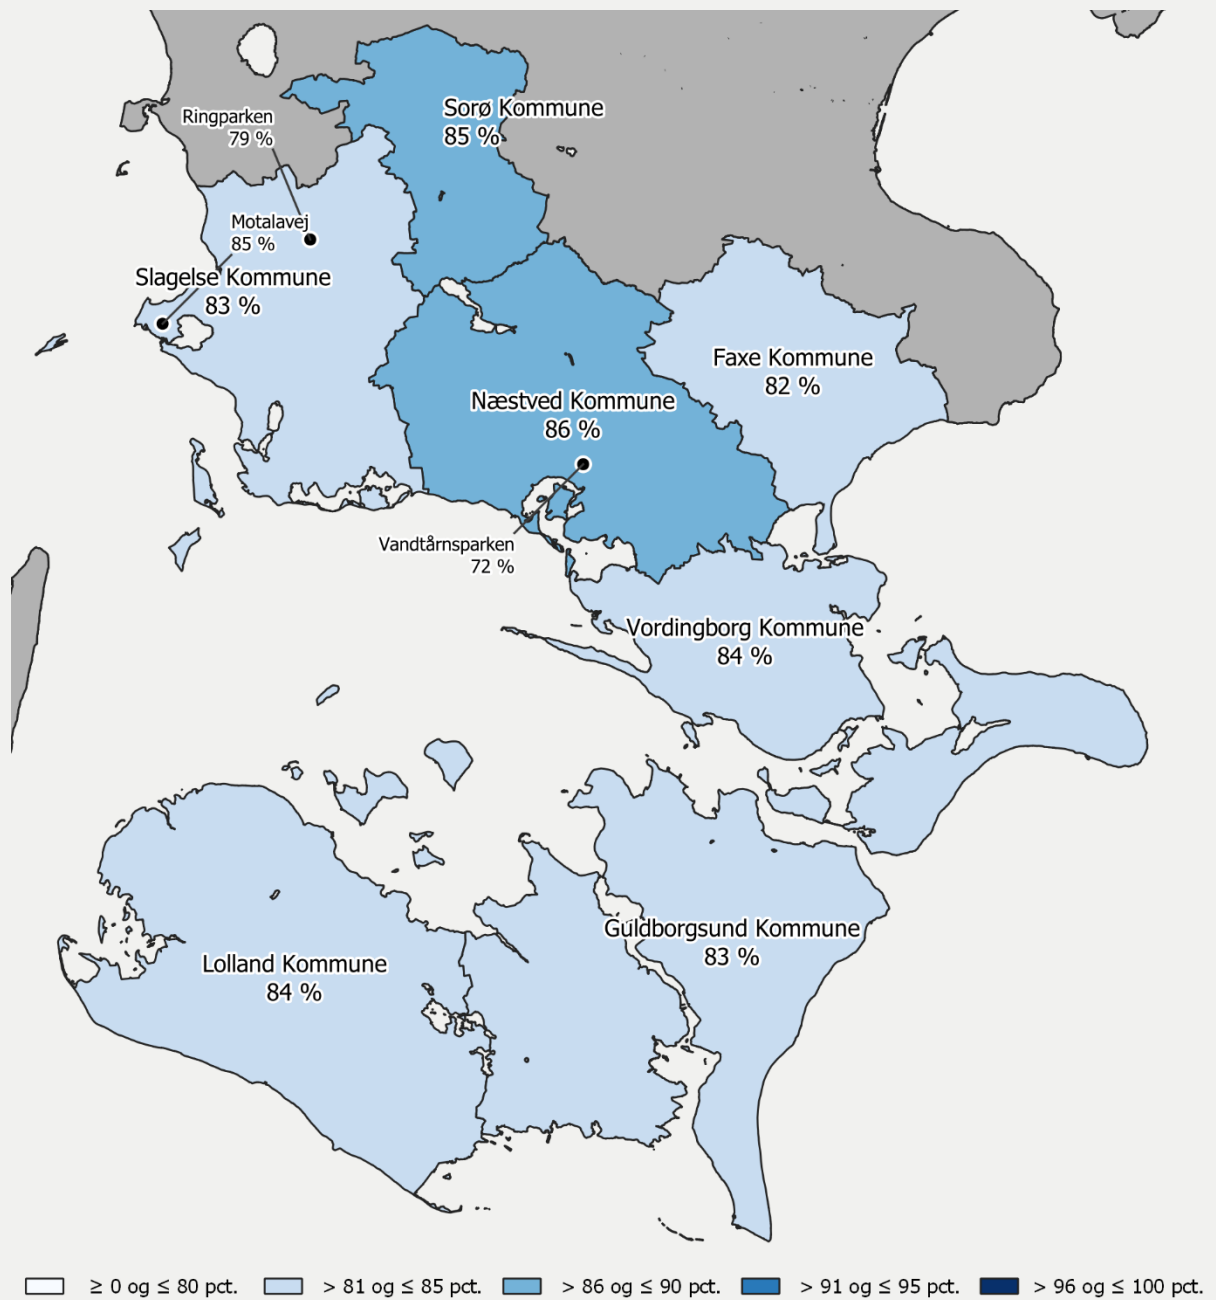 Ringparken
79 %
Sorø Kommune
85 %
Motalavej
85 %
Slagelse Kommune
83 %
Faxe Kommune
82 %
Næstved Kommune
86 %
Vandtårnsparken
72 %
Vordingborg Kommune
84 %
Guldborgsund Kommune
83 %
Lolland Kommune
84 %
≥ 0 og ≤ 80 pct.
> 81 og ≤ 85 pct.
> 86 og ≤ 90 pct.
> 91 og ≤ 95 pct.
> 96 og ≤ 100 pct.